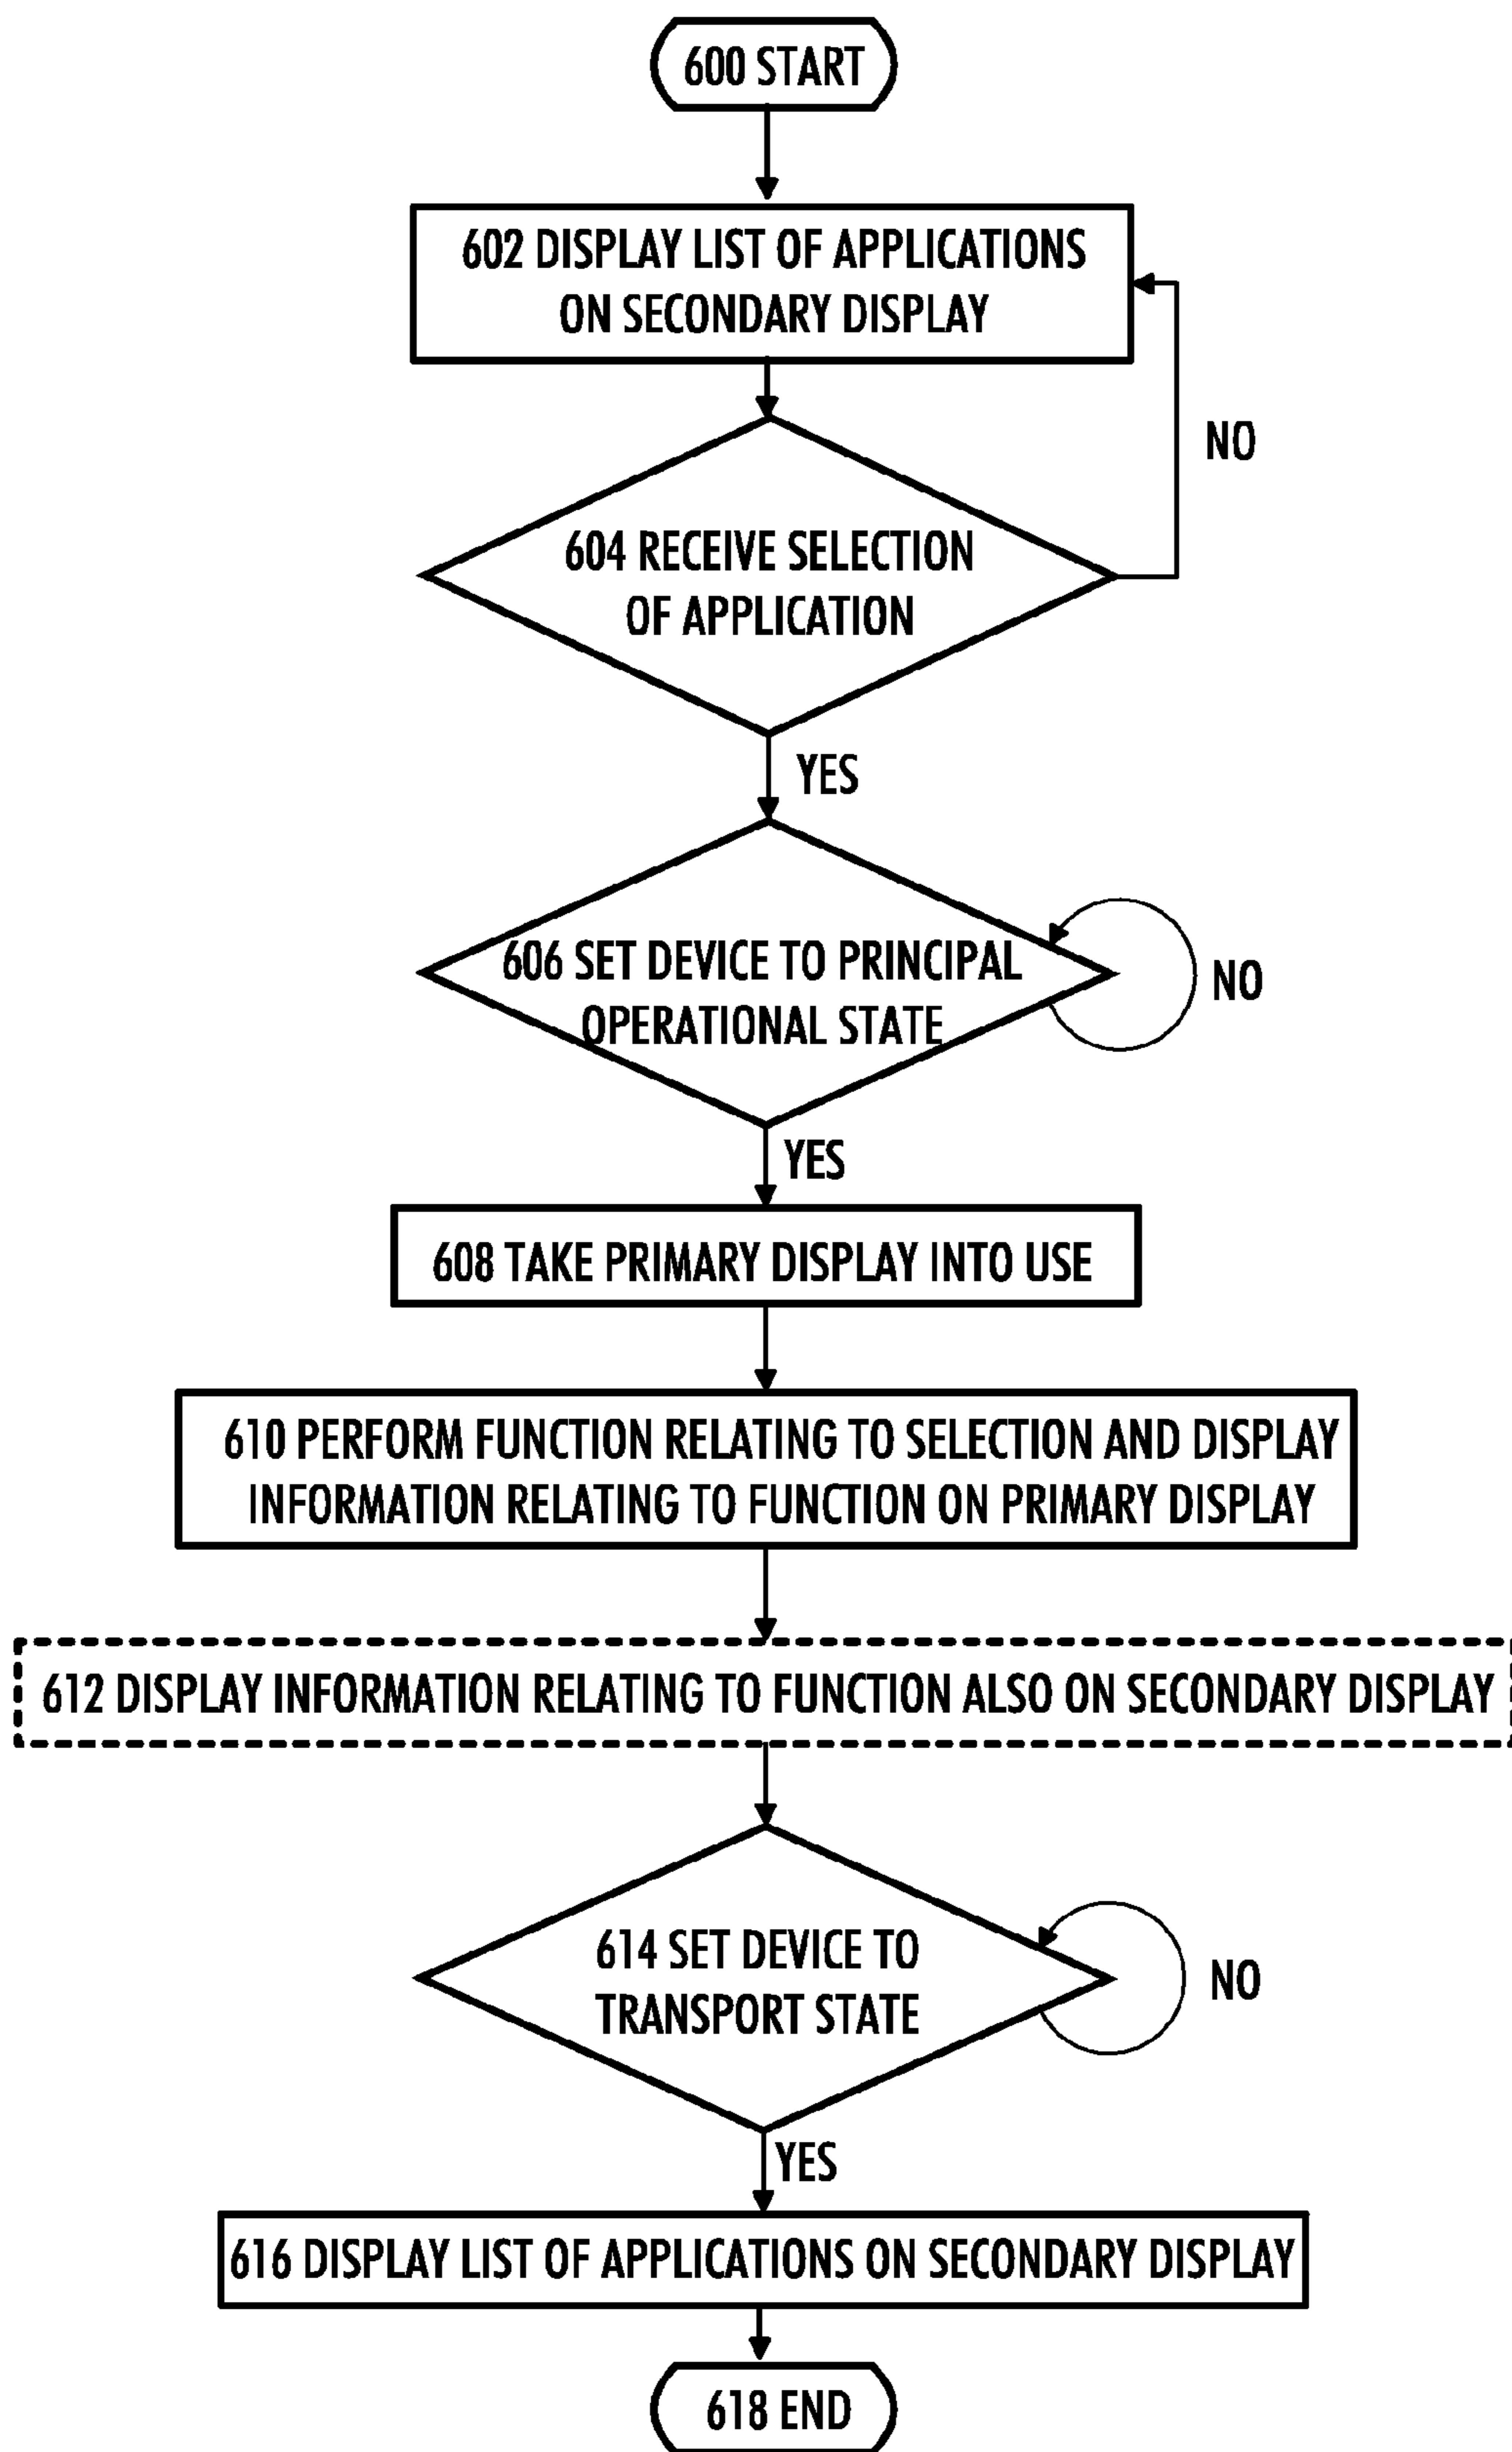 600 START
602 DISPLAY LIST OF APPLICATIONS
ON SECONDARY DISPLAY
NO
604 RECEIVE SELECTION
OF APPLICATION
YES
606 SET DEVICE TO PRINCIPAL
OPERATIONAL STATE
NO
YES
608 TAKE PRIMARY DISPLAY INTO USE
610 PERFORM FUNCTION RELATING TO SELECTION AND DISPLAY
INFORMATION RELATING TO FUNCTION ON PRIMARY DISPLAY
612 DISPLAY INFORMATION RELATING TO FUNCTION ALSO ON SECONDARY DISPLAY
614 SET DEVICE TO
TRANSPORT STATE
NO
YES
616 DISPLAY LIST OF APPLICATIONS ON SECONDARY DISPLAY
618 END